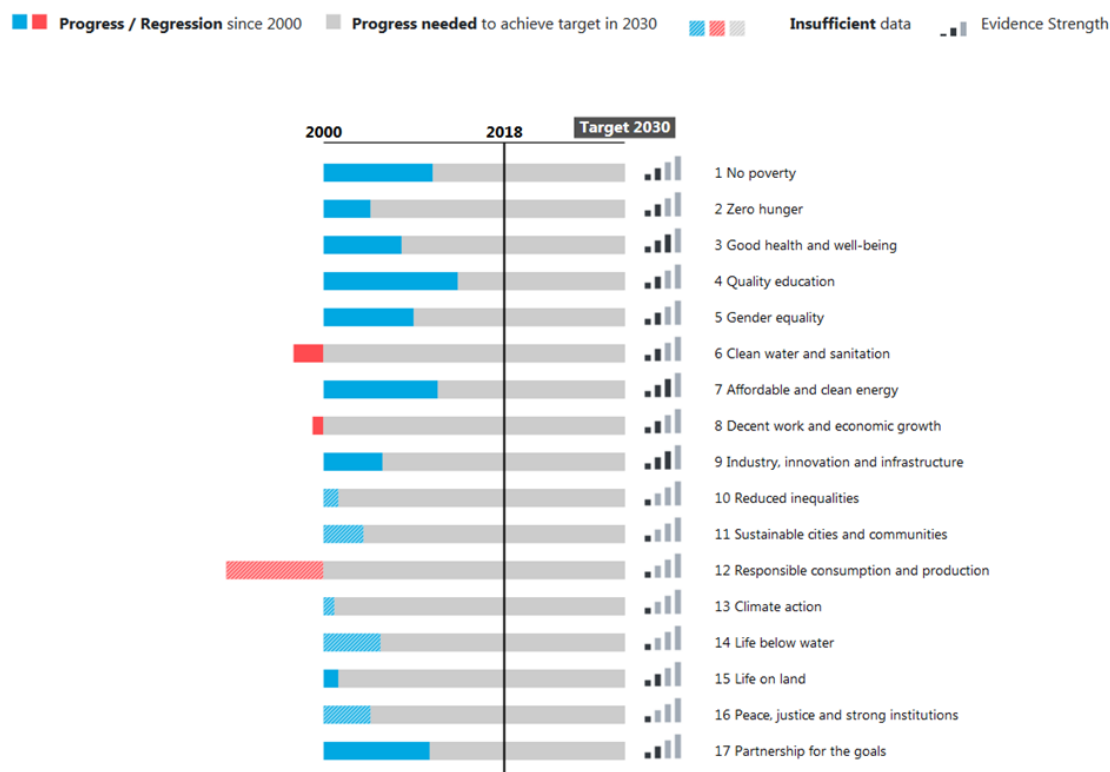 Progress / Regression since 2000 Progress needed to achieve target in 2030 Insufficient data Evidence Strength
2000 2018 Target 2030
1 No poverty
2 Zero hunger
3 Good health and well-being
4 Quality education
5 Gender equality
6 Clean water and sanitation
7 Affordable and clean energy
8 Decent work and economic growth
9 Industry, innovation and infrastructure
10 Reduced inequalities
11 Sustainable cities and communities
12 Responsible consumption and production
13 Climate action
14 Life below water
15 Life on land
16 Peace, justice and strong institutions
17 Partnership for the goals